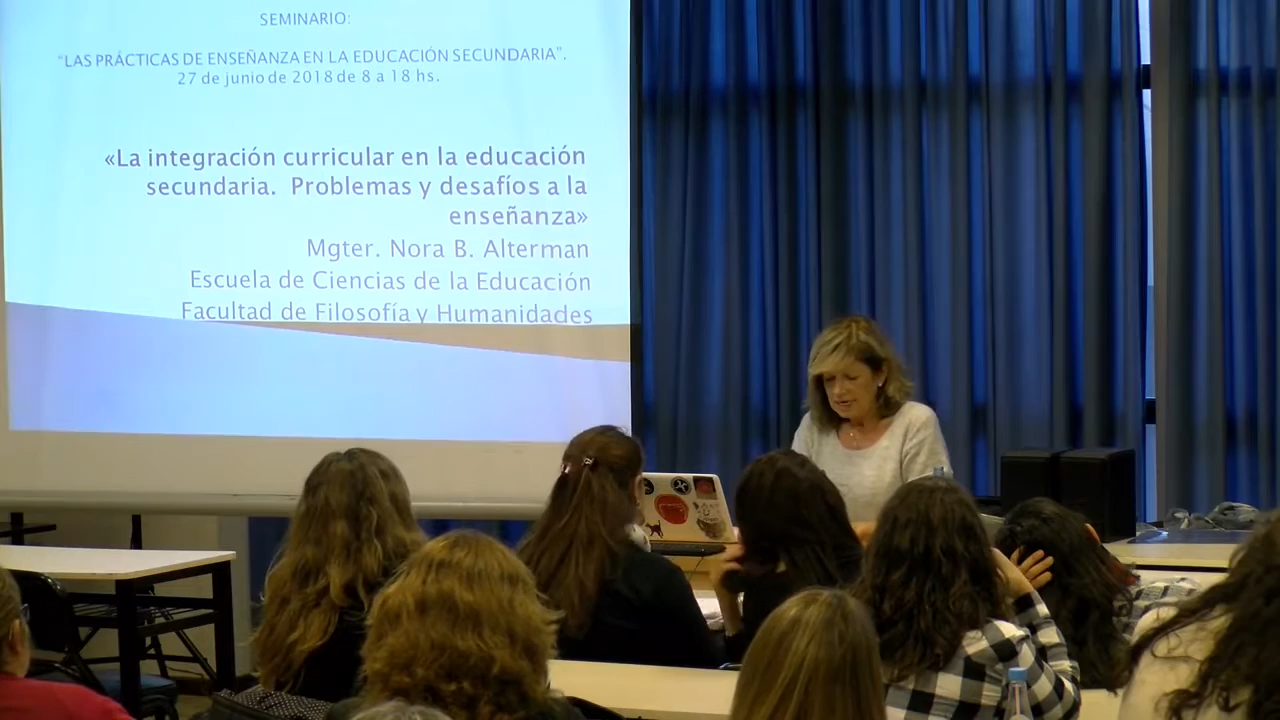 SEMINARIO:
"LAS PRÁCTICAS DE ENSEÑANZA EN LA EDUCACIÓN SECUNDARIA".
27 de junio de 2018 de 8 a 18 hs.
«La integración curricular en la educación
secundaria. Problemas y desafíos a la
enseñanza»
Mgter. Nora B. Alterman
Escuela de Ciencias de la Educación
Facultad de Filosofía y Humanidades